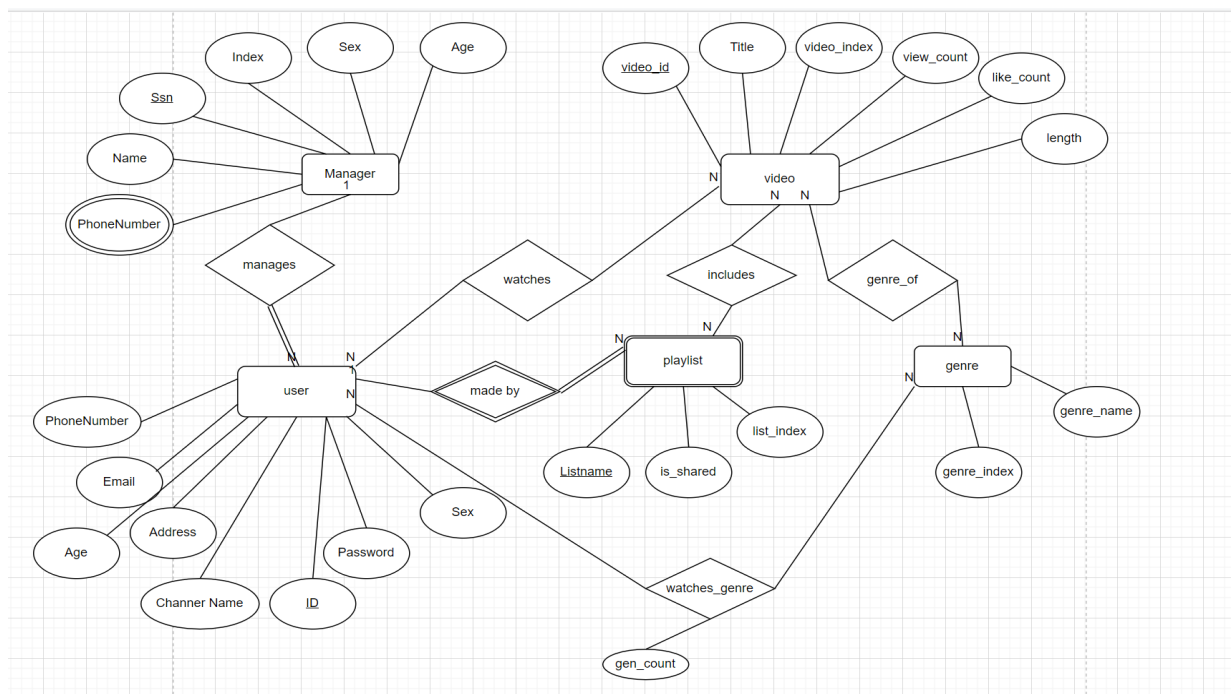 Sex
Age
Index
Ssn
Name
PhoneNumber
Manager
1
manages
video_id
Title
video_index
view_count
like_count
length
N
video
N
N
watches
includes
genre_of
N
N
N
N
1
N
user
made by
N
playlist
genre
N
PhoneNumber
Email
Age
Address
Channer Name
ID
Password
Sex
Listname
is_shared
list_index
genre_name
genre_index
watches_genre
gen_count